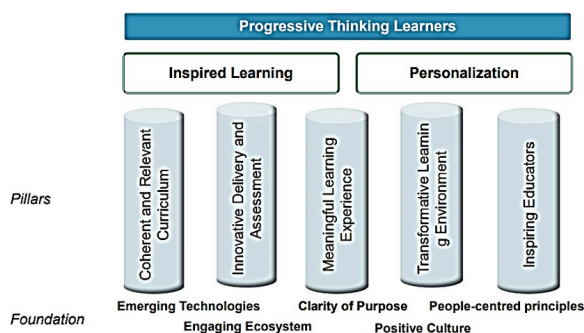 Progressive Thinking Learners
Inspired Learning
Personalization
Pillars
Coherent and Relevant
Curriculum
Innovative Delivery and
Assessment
Meaningful Learning
Experience
Transformative Learnin
g Environment
Inspiring Educators
Foundation
Emerging Technologies
Engaging Ecosystem
Clarity of Purpose
Positive Culture
People-centred principles